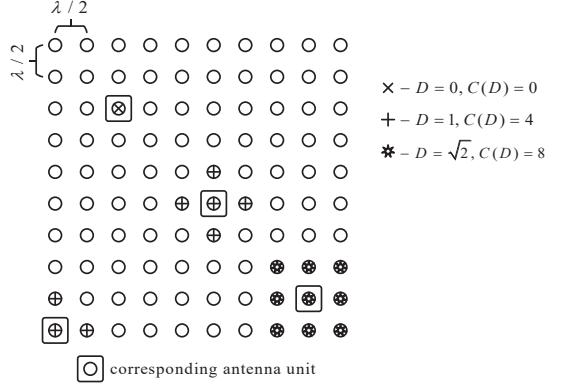 λ / 2
λ / 2
× – D = 0, C(D) = 0
+ – D = 1, C(D) = 4
✱ – D = √2, C(D) = 8
corresponding antenna unit